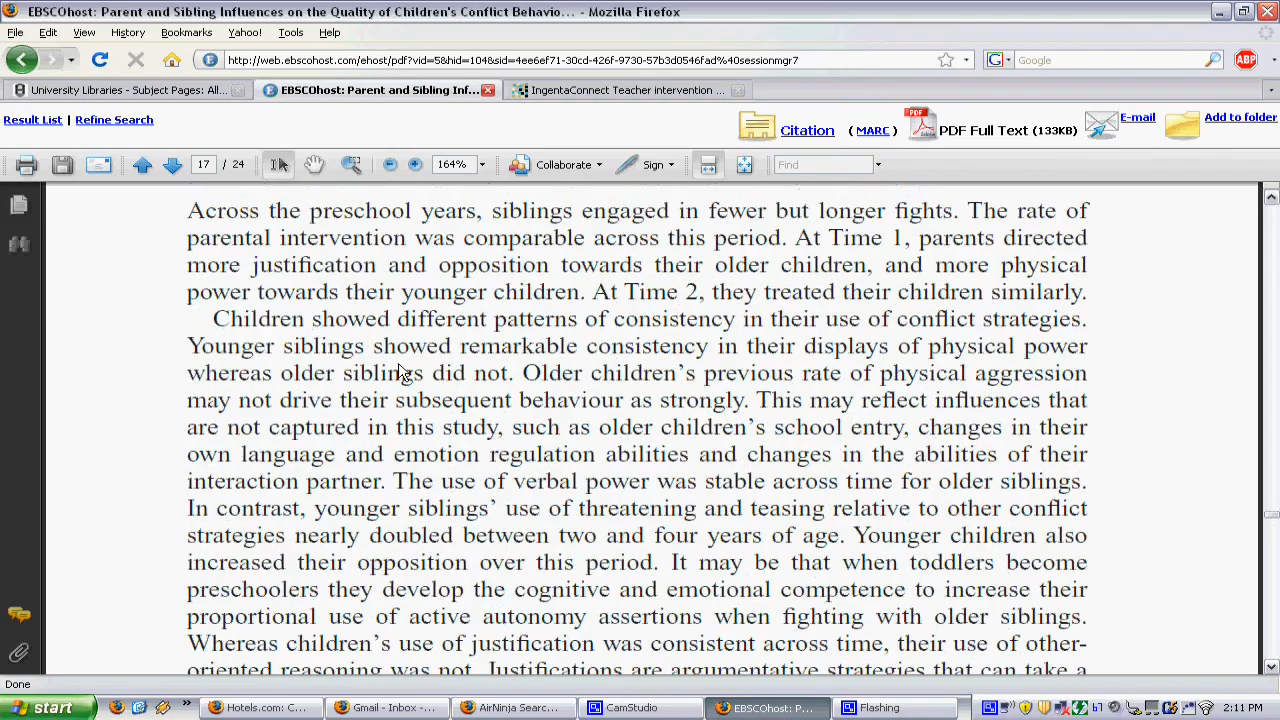 EBSCOhost: Parent and Sibling Influences on the Quality of Children's Conflict Behavio... - Mozilla Firefox
File Edit View History Bookmarks Yahoo! Tools Help
http://web.ebscohost.com/ehost/pdf?vid=5&hid=104&sid=4ee6ef71-30cd-426f-9730-57b3d0546fad%40sessionmgr7
Google
ABP
University Libraries - Subject Pages: All...
EBSCOhost: Parent and Sibling Inf...
IngentaConnect Teacher intervention ...
Result List | Refine Search
Citation (MARC) PDF Full Text (133KB) E-mail Add to folder
17 / 24 164% Collaborate Sign Find
Across the preschool years, siblings engaged in fewer but longer fights. The rate of
parental intervention was comparable across this period. At Time 1, parents directed
more justification and opposition towards their older children, and more physical
power towards their younger children. At Time 2, they treated their children similarly.
Children showed different patterns of consistency in their use of conflict strategies.
Younger siblings showed remarkable consistency in their displays of physical power
whereas older siblings did not. Older children's previous rate of physical aggression
may not drive their subsequent behaviour as strongly. This may reflect influences that
are not captured in this study, such as older children's school entry, changes in their
own language and emotion regulation abilities and changes in the abilities of their
interaction partner. The use of verbal power was stable across time for older siblings.
In contrast, younger siblings' use of threatening and teasing relative to other conflict
strategies nearly doubled between two and four years of age. Younger children also
increased their opposition over this period. It may be that when toddlers become
preschoolers they develop the cognitive and emotional competence to increase their
proportional use of active autonomy assertions when fighting with older siblings.
Whereas children's use of justification was consistent across time, their use of other-
oriented reasoning was not. Justifications are argumentative strategies that can take a
Done
start
Hotels.com: C...
Gmail - Inbox - ...
AirNinja Searc...
CamStudio
EBSCOhost: P...
Flashing
2:11 PM